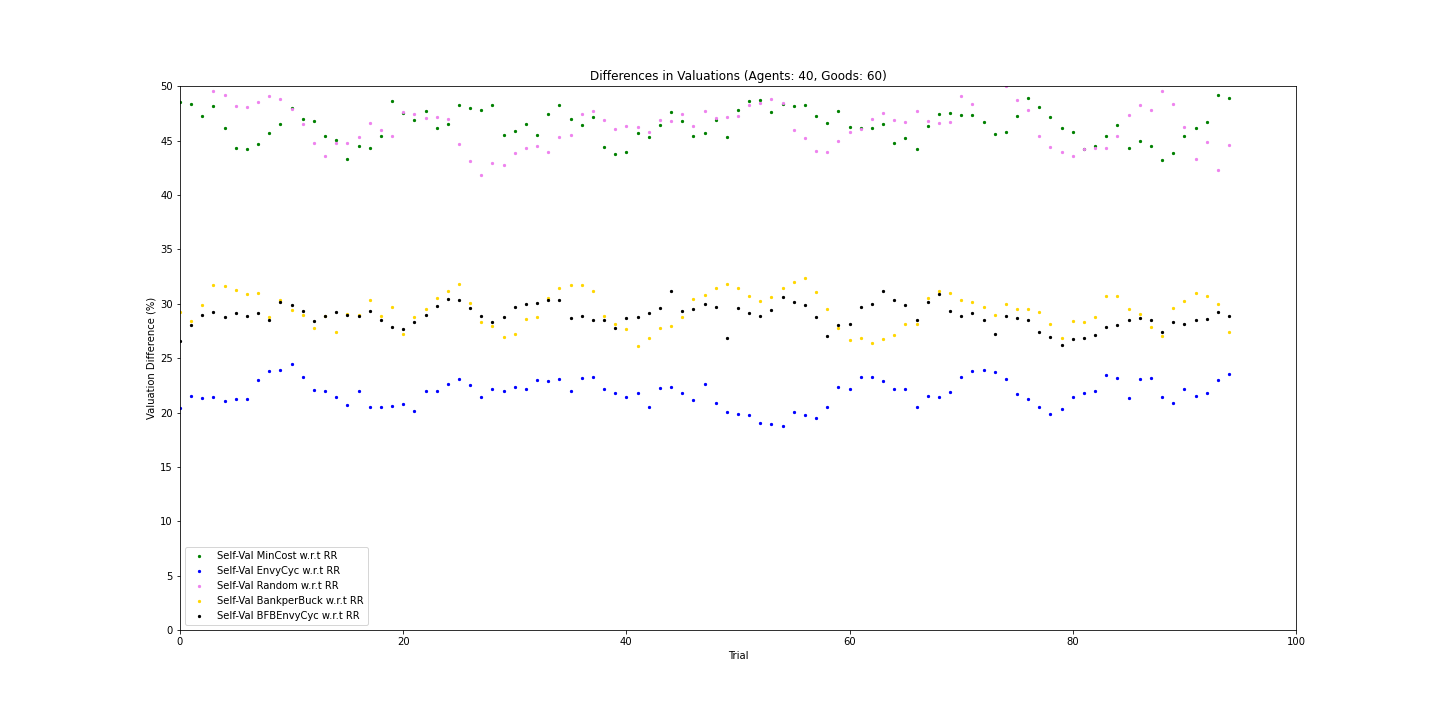 Differences in Valuations (Agents: 40, Goods: 60)
50
45
40
35
30
25
20
15
10
5
0
Valuation Difference (%)
Self-Val MinCost w.r.t RR
Self-Val EnvyCyc w.r.t RR
Self-Val Random w.r.t RR
Self-Val BankperBuck w.r.t RR
Self-Val BFBEnvyCyc w.r.t RR
0 20 40 60 80 100
Trial